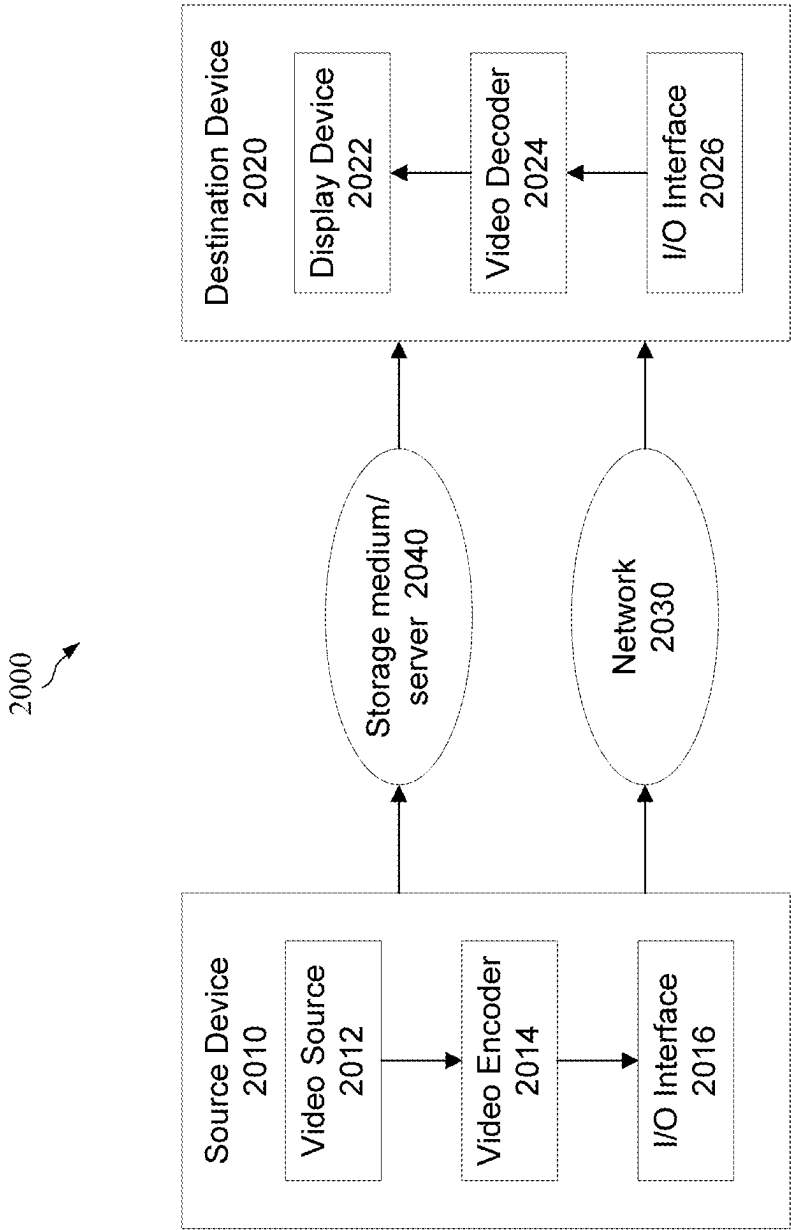 2000
Source Device
2010
Video Source
2012
Video Encoder
2014
I/O Interface
2016
Storage medium/
server 2040
Network
2030
Destination Device
2020
Display Device
2022
Video Decoder
2024
I/O Interface
2026